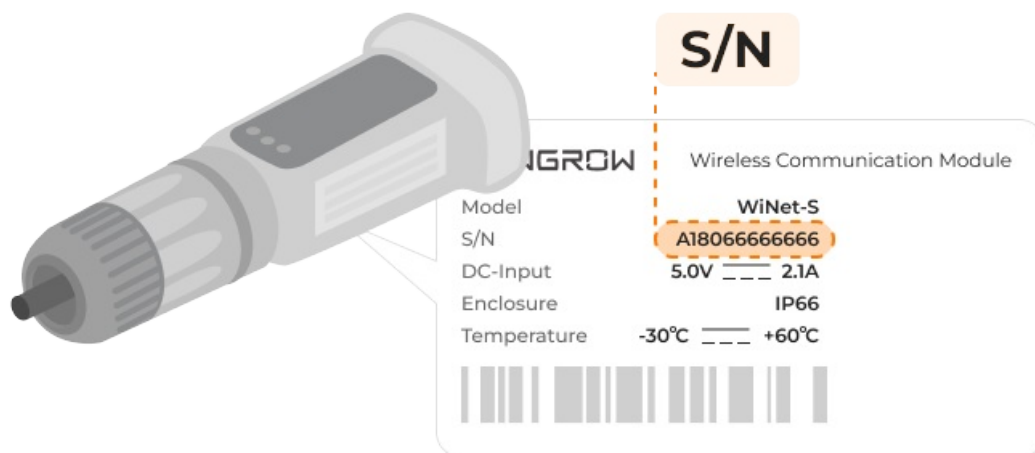 S/N
NGROW Wireless Communication Module
Model WiNet-S
S/N A18066666666
DC-Input 5.0V 2.1A
Enclosure IP66
Temperature -30°C +60°C